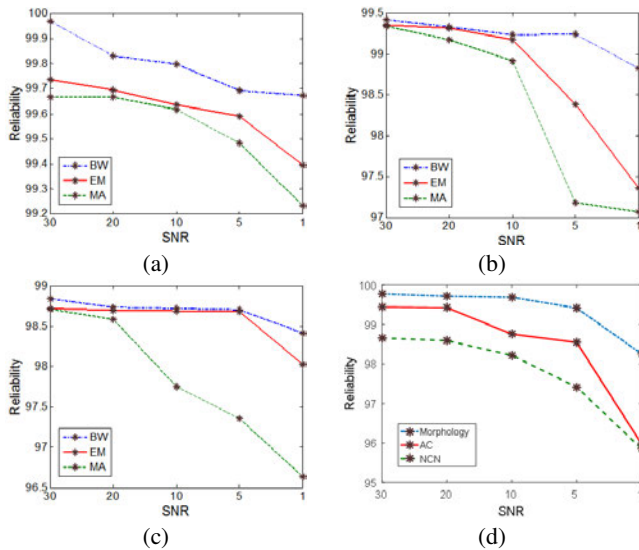 100
99.9
99.8
99.7
99.6
99.5
99.4
99.3
99.2
Reliability
BW
EM
MA
30 20 10 5 1
SNR
(a)
99.5
99
98.5
98
97.5
97
Reliability
BW
EM
MA
30 20 10 5 1
SNR
(b)
99
98.5
98
97.5
97
96.5
Reliability
BW
EM
MA
30 20 10 5 1
SNR
(c)
100
99
98
97
96
95
Reliability
Morphology
AC
NCN
30 20 10 5
SNR
(d)